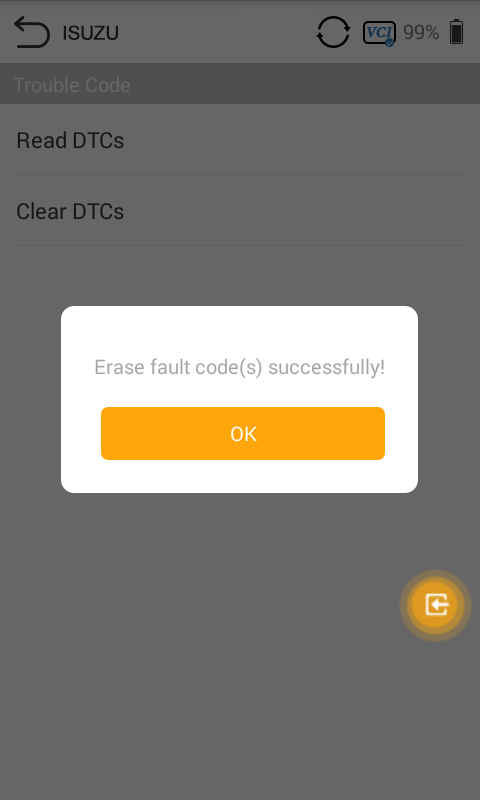 ISUZU
VCI
99%
Trouble Code
Read DTCs
Clear DTCs
Erase fault code(s) successfully!
OK